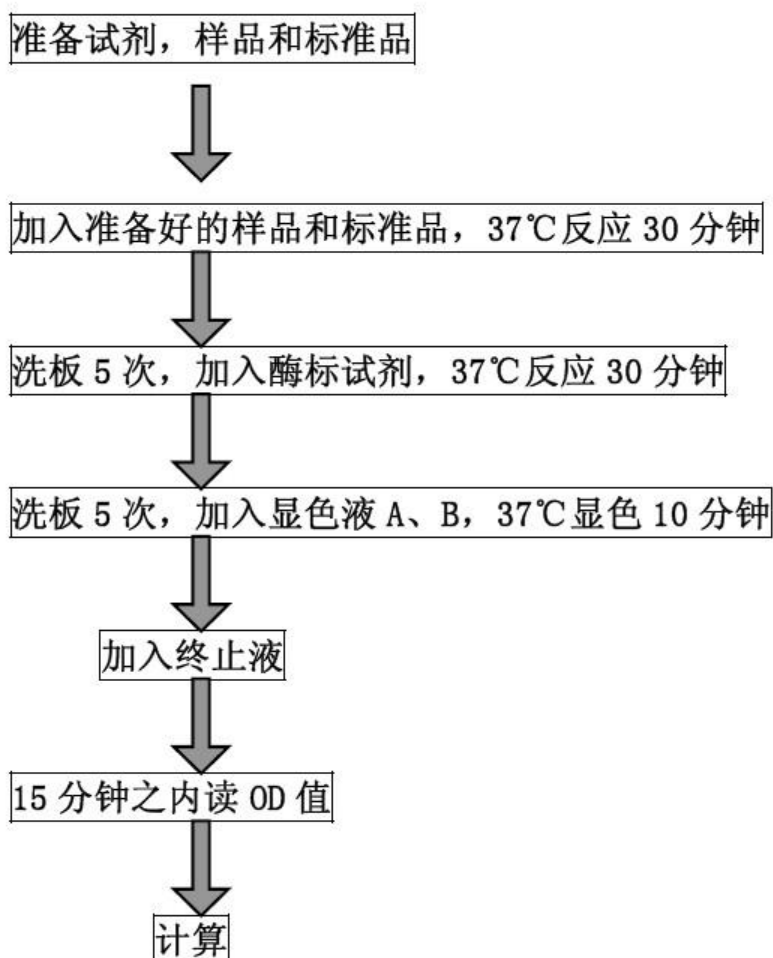 准备试剂，样品和标准品
加入准备好的样品和标准品，37℃反应 30 分钟
洗板 5 次，加入酶标试剂，37℃反应 30 分钟
洗板 5 次，加入显色液 A、B，37℃显色 10 分钟
加入终止液
15 分钟之内读 OD 值
计算